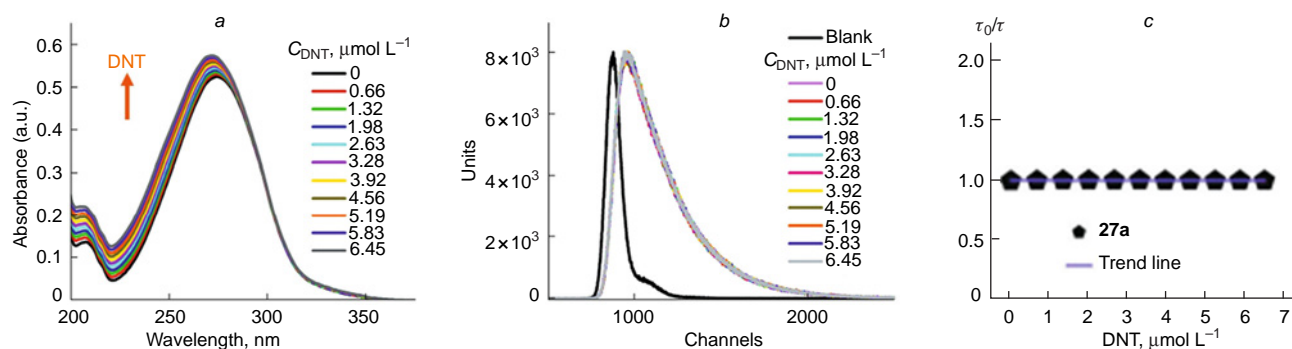 a
Absorbance (a.u.)
0.6
0.5
0.4
0.3
0.2
0.1
0
DNT
C_DNT, μmol L⁻¹
0
0.66
1.32
1.98
2.63
3.28
3.92
4.56
5.19
5.83
6.45
200 250 300 350
Wavelength, nm
b
Units
8 × 10³
6 × 10³
4 × 10³
2 × 10³
0
Blank
C_DNT, μmol L⁻¹
0
0.66
1.32
1.98
2.63
3.28
3.92
4.56
5.19
5.83
6.45
1000 2000
Channels
c
τ₀/τ
2.0
1.5
1.0
0.5
0
27a
Trend line
0 1 2 3 4 5 6 7
DNT, μmol L⁻¹